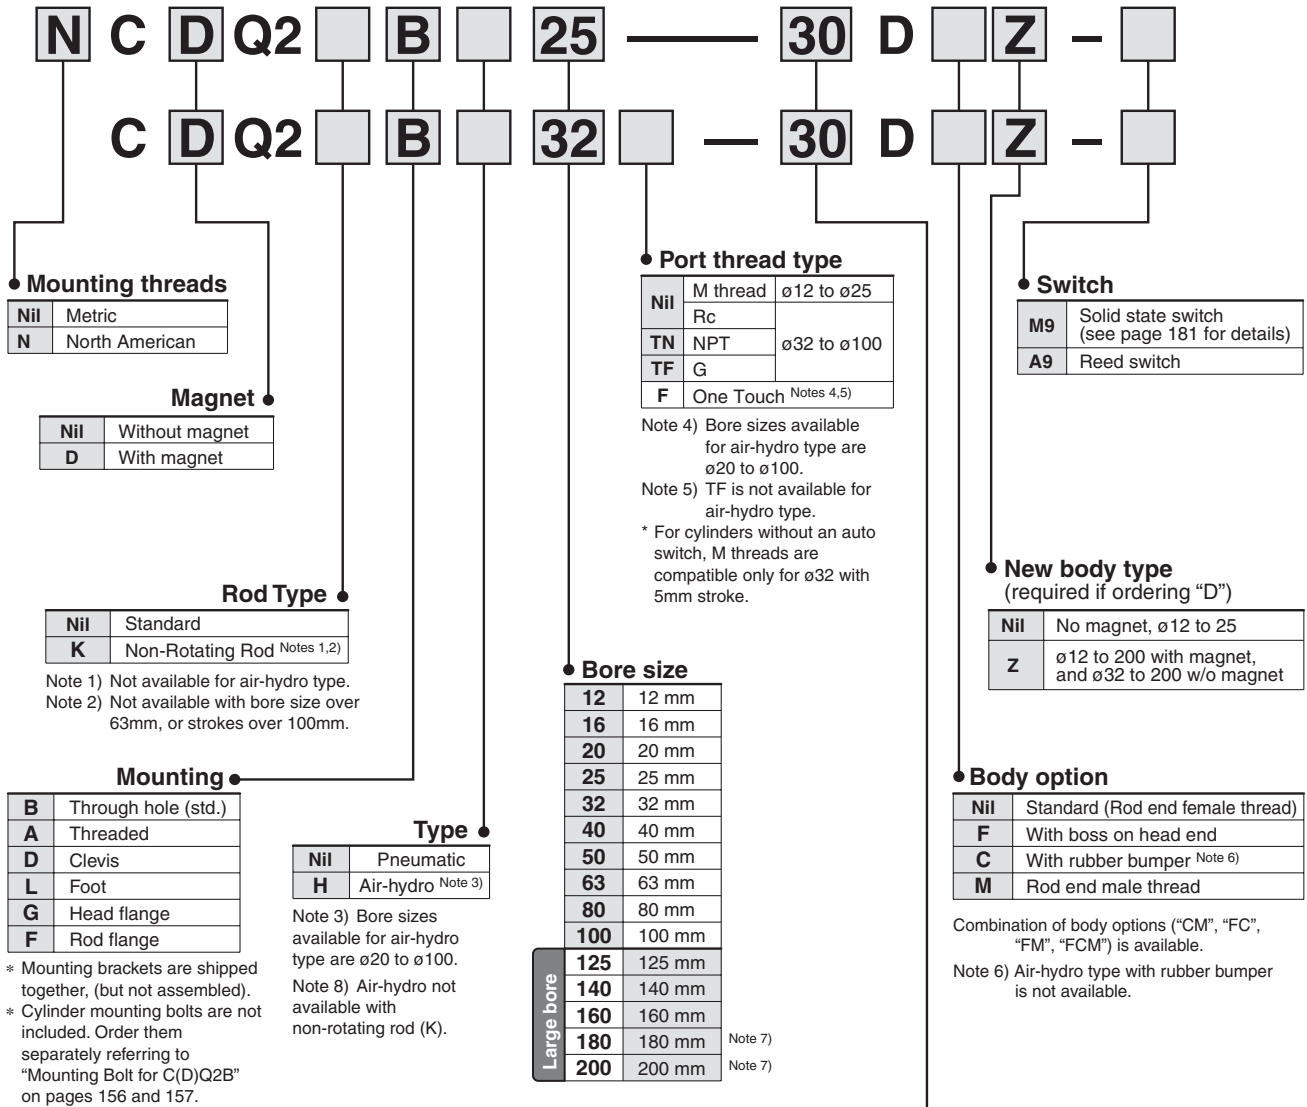 N C D Q2 B 25 — 30 D Z –
C D Q2 B 32 — 30 D Z –
Mounting threads
Nil Metric
N North American
Magnet
Nil Without magnet
D With magnet
Rod Type
Nil Standard
K Non-Rotating Rod Notes 1,2)
Note 1) Not available for air-hydro type.
Note 2) Not available with bore size over
63mm, or strokes over 100mm.
Mounting
B Through hole (std.)
A Threaded
D Clevis
L Foot
G Head flange
F Rod flange
* Mounting brackets are shipped
together, (but not assembled).
* Cylinder mounting bolts are not
included. Order them
separately referring to
“Mounting Bolt for C(D)Q2B”
on pages 156 and 157.
Type
Nil Pneumatic
H Air-hydro Note 3)
Note 3) Bore sizes
available for air-hydro
type are ø20 to ø100.
Note 8) Air-hydro not
available with
non-rotating rod (K).
Port thread type
Nil M thread ø12 to ø25
Rc
TN NPT ø32 to ø100
TF G
F One Touch Notes 4,5)
Note 4) Bore sizes available
for air-hydro type are
ø20 to ø100.
Note 5) TF is not available for
air-hydro type.
* For cylinders without an auto
switch, M threads are
compatible only for ø32 with
5mm stroke.
Bore size
12 12 mm
16 16 mm
20 20 mm
25 25 mm
32 32 mm
40 40 mm
50 50 mm
63 63 mm
80 80 mm
100 100 mm
Large bore
125 125 mm
140 140 mm
160 160 mm
180 180 mm Note 7)
200 200 mm Note 7)
Switch
M9 Solid state switch
(see page 181 for details)
A9 Reed switch
New body type
(required if ordering “D”)
Nil No magnet, ø12 to 25
Z ø12 to 200 with magnet,
and ø32 to 200 w/o magnet
Body option
Nil Standard (Rod end female thread)
F With boss on head end
C With rubber bumper Note 6)
M Rod end male thread
Combination of body options (“CM”, “FC”,
“FM”, “FCM”) is available.
Note 6) Air-hydro type with rubber bumper
is not available.